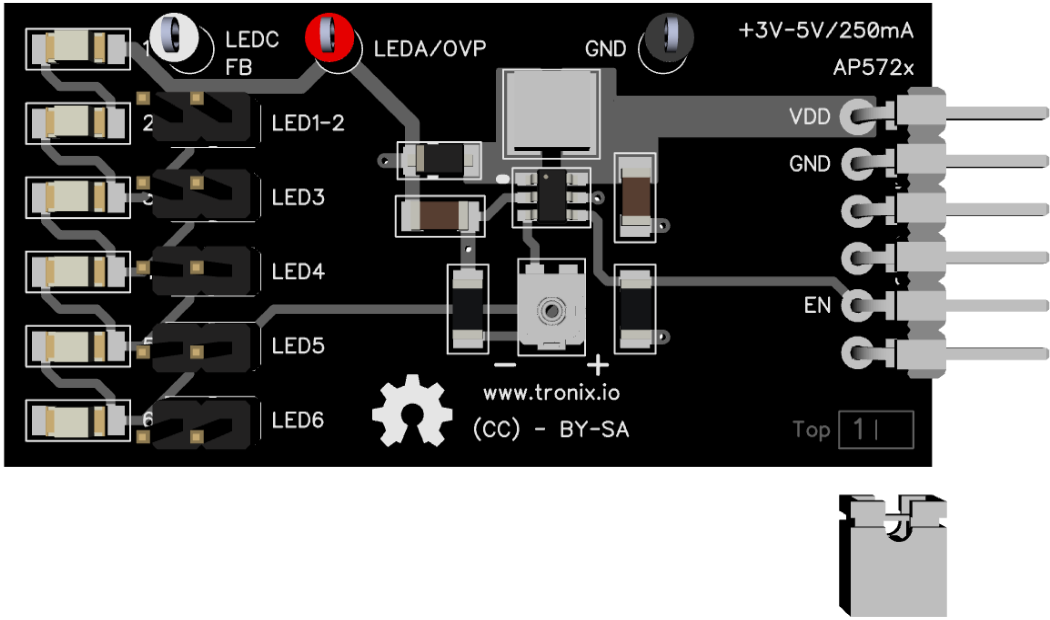 1
LEDC
FB
LEDA/OVP
GND
+3V-5V/250mA
AP572x
2
LED1-2
VDD
GND
LED3
LED4
EN
5
LED5
- +
www.tronix.io
6
LED6
(CC) - BY-SA
Top 1